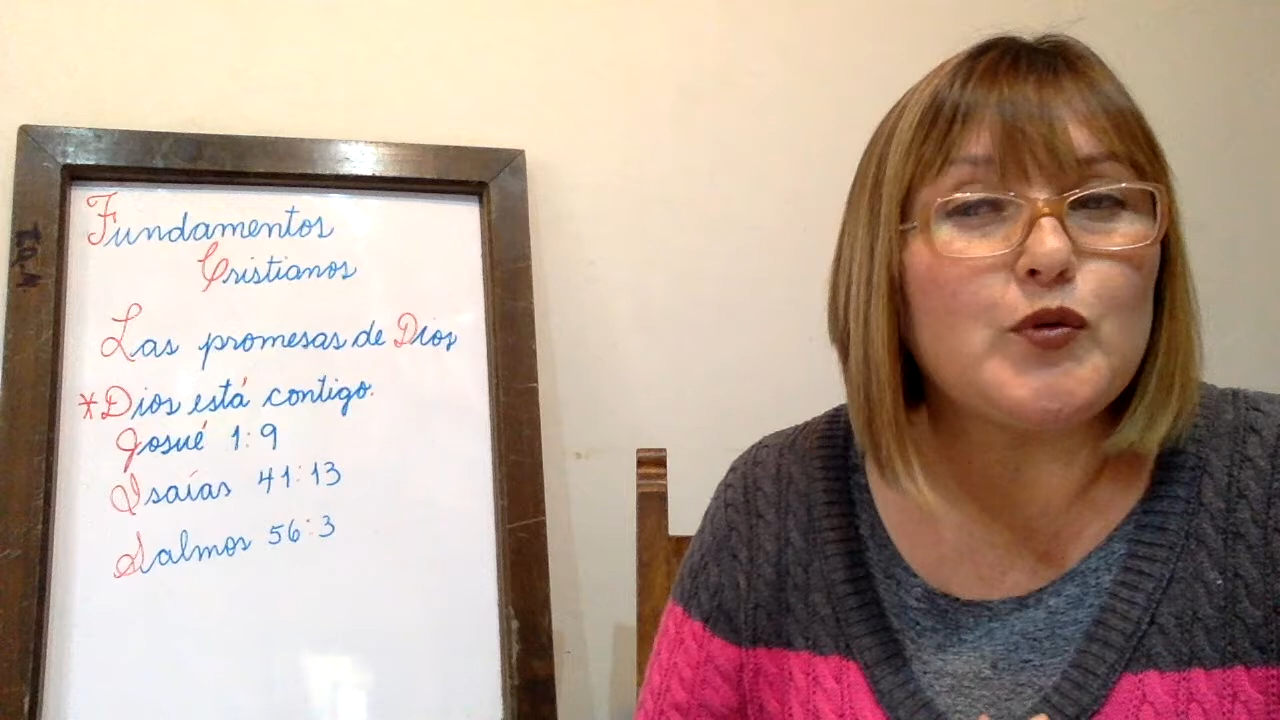 Fundamentos
Cristianos
Las promesas de Dios
*Dios está contigo.
Josué 1:9
Isaías 41:13
Salmos 56:3